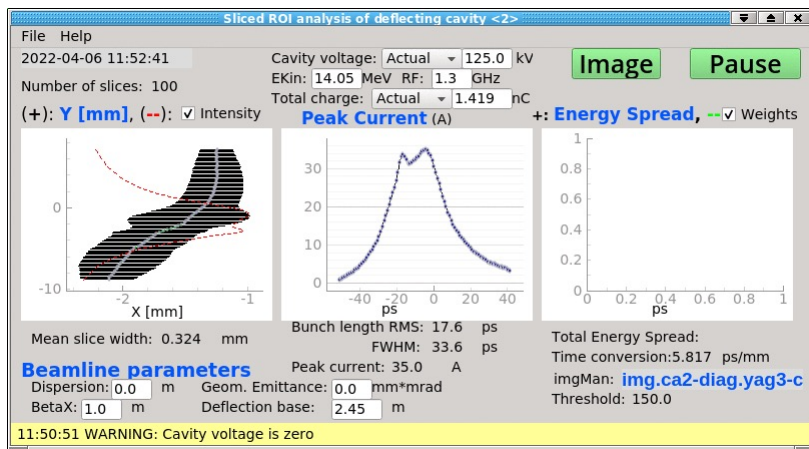 Sliced ROI analysis of deflecting cavity <2>
File Help
2022-04-06 11:52:41
Cavity voltage: Actual 125.0 kV
Image
Pause
EKin: 14.05 MeV RF: 1.3 GHz
Number of slices: 100
Total charge: Actual 1.419 nC
(+): Y [mm], (--): Intensity
Peak Current (A)
+: Energy Spread, -- Weights
0
-10
-2
-1
X [mm]
30
20
10
0
-40 -20 0 20 40
ps
1
0.8
0.6
0.4
0.2
0
0 0.2 0.4 0.6 0.8 1
ps
Mean slice width: 0.324 mm
Bunch length RMS: 17.6 ps
FWHM: 33.6 ps
Peak current: 35.0 A
Total Energy Spread:
Time conversion:5.817 ps/mm
imgMan: img.ca2-diag.yag3-c
Threshold: 150.0
Beamline parameters
Dispersion: 0.0 m Geom. Emittance: 0.0 mm*mrad
BetaX: 1.0 m Deflection base: 2.45 m
11:50:51 WARNING: Cavity voltage is zero